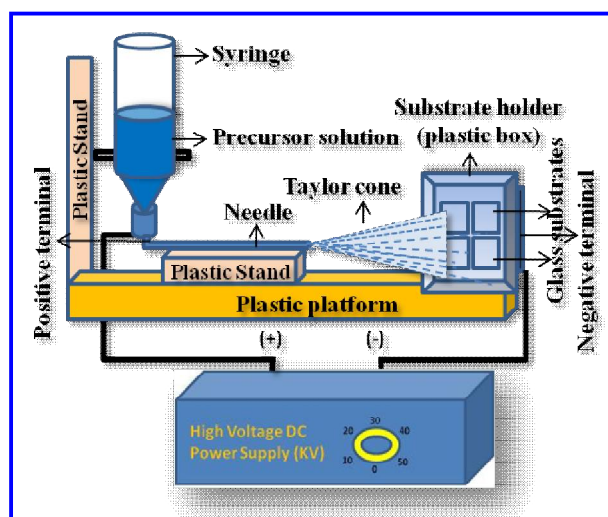 Syringe
Substrate holder
(plastic box)
Plastic Stand
Precursor solution
Taylor cone
Needle
Positive terminal
Glass substrates
Negative terminal
Plastic Stand
Plastic platform
(+)
(-)
High Voltage DC
Power Supply (KV)
30
20
40
10
50
0